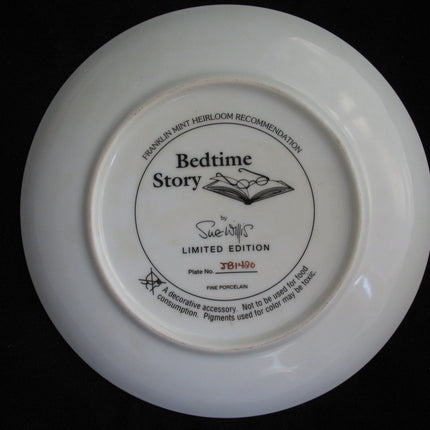 FRANKLIN MINT HEIRLOOM RECOMMENDATION
Bedtime
Story
by
Sue Willis
LIMITED EDITION
Plate No. JB1420
FINE PORCELAIN
A decorative accessory. Not to be used for food
consumption. Pigments used for color may be toxic.